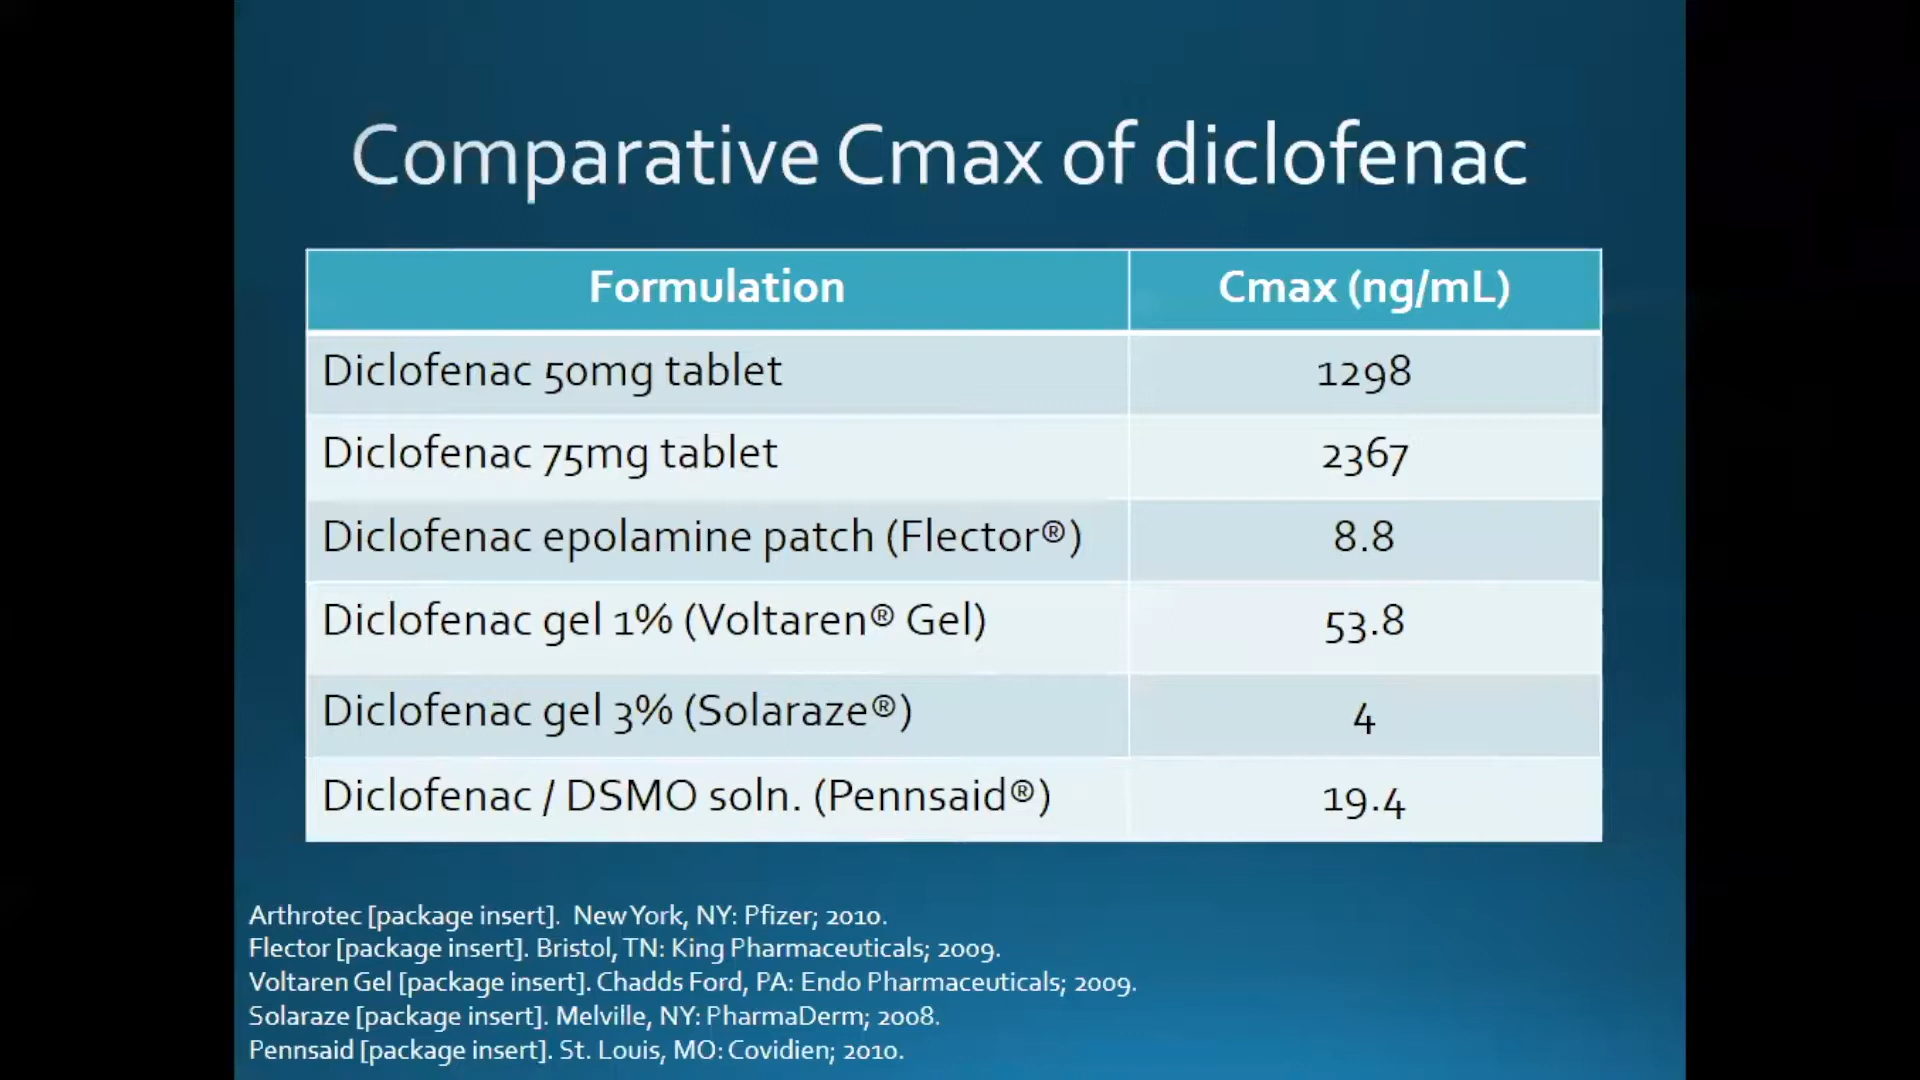 Comparative Cmax of diclofenac
Formulation Cmax (ng/mL)
Diclofenac 50mg tablet 1298
Diclofenac 75mg tablet 2367
Diclofenac epolamine patch (Flector®) 8.8
Diclofenac gel 1% (Voltaren® Gel) 53.8
Diclofenac gel 3% (Solaraze®) 4
Diclofenac / DSMO soln. (Pennsaid®) 19.4
Arthrotec [package insert]. New York, NY: Pfizer; 2010.
Flector [package insert]. Bristol, TN: King Pharmaceuticals; 2009.
Voltaren Gel [package insert]. Chadds Ford, PA: Endo Pharmaceuticals; 2009.
Solaraze [package insert]. Melville, NY: PharmaDerm; 2008.
Pennsaid [package insert]. St. Louis, MO: Covidien; 2010.